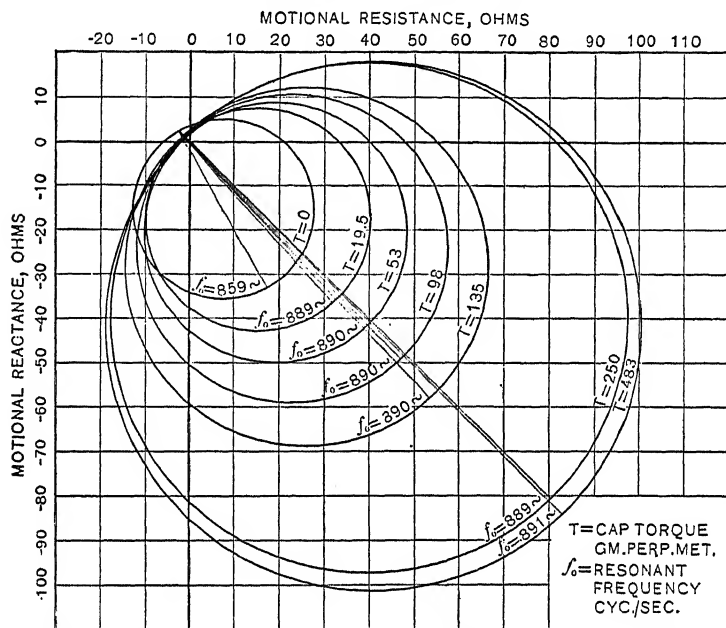 MOTIONAL RESISTANCE, OHMS
-20 -10 0 10 20 30 40 50 60 70 80 90 100 110
MOTIONAL REACTANCE, OHMS
10
0
-10
-20
-30
-40
-50
-60
-70
-80
-90
-100
T=0
T=19.5
T=53
T=98
T=135
T=250
T=483
f₀=859~
f₀=889~
f₀=890~
f₀=890~
f₀=890~
f₀=889~
f₀=891~
T=CAP TORQUE
GM.PERP.MET.
f₀=RESONANT
FREQUENCY
CYC./SEC.